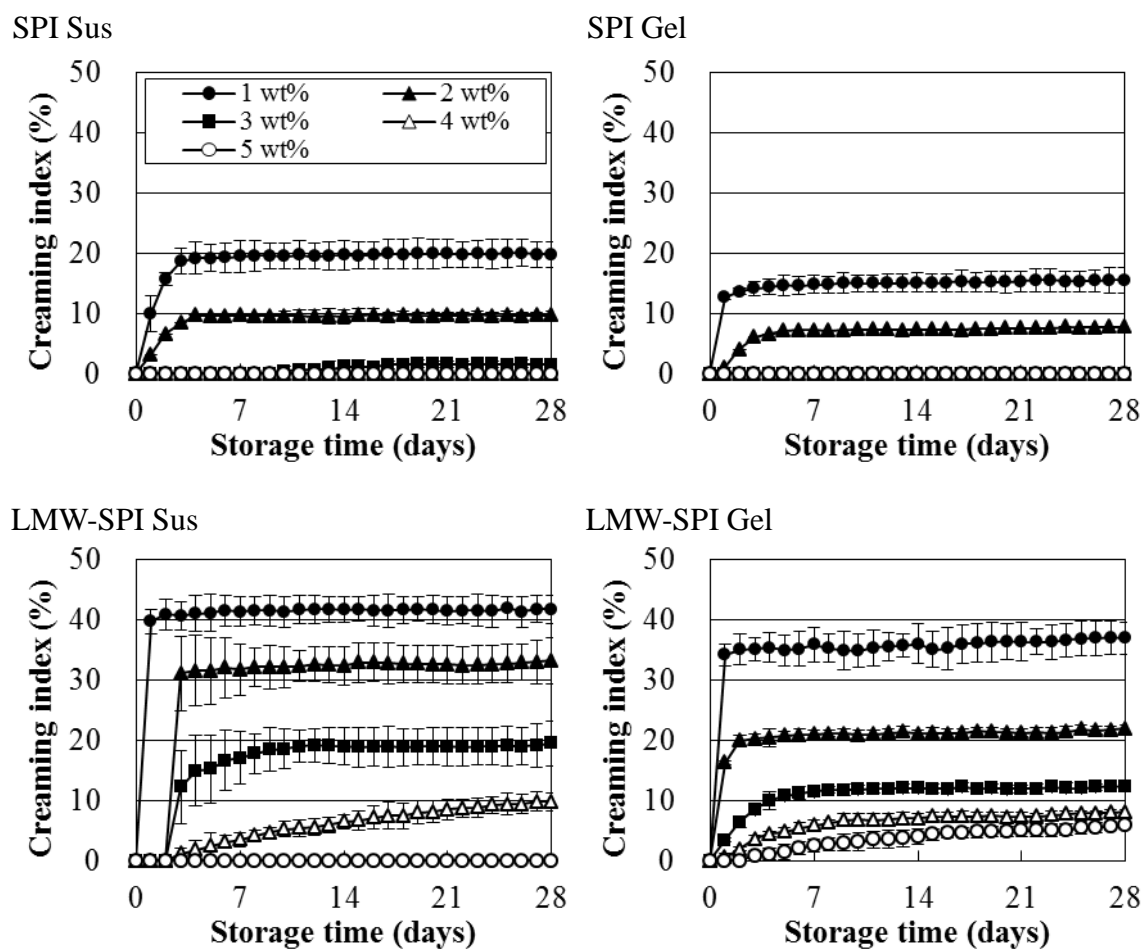 SPI Sus
50
40
30
20
10
0
Creaming index (%)
1 wt% 2 wt%
3 wt% 4 wt%
5 wt%
0 7 14 21 28
Storage time (days)
SPI Gel
50
40
30
20
10
0
Creaming index (%)
0 7 14 21 28
Storage time (days)
LMW-SPI Sus
50
40
30
20
10
0
Creaming index (%)
0 7 14 21 28
Storage time (days)
LMW-SPI Gel
50
40
30
20
10
0
Creaming index (%)
0 7 14 21 28
Storage time (days)